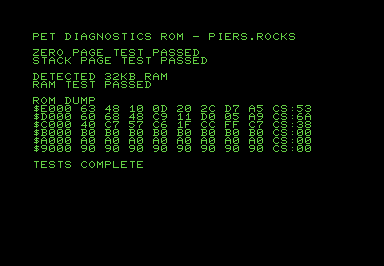 PET DIAGNOSTICS ROM - PIERS.ROCKS
ZERO PAGE TEST PASSED
STACK PAGE TEST PASSED
DETECTED 32KB RAM
RAM TEST PASSED
ROM DUMP
$E000 63 48 10 0D 20 2C D7 A5 CS:53
$D000 60 68 48 C9 11 D0 05 A9 CS:6A
$C000 40 C7 57 C6 1F CC FF C7 CS:38
$B000 B0 B0 B0 B0 B0 B0 B0 B0 CS:00
$A000 A0 A0 A0 A0 A0 A0 A0 A0 CS:00
$9000 90 90 90 90 90 90 90 90 CS:00
TESTS COMPLETE